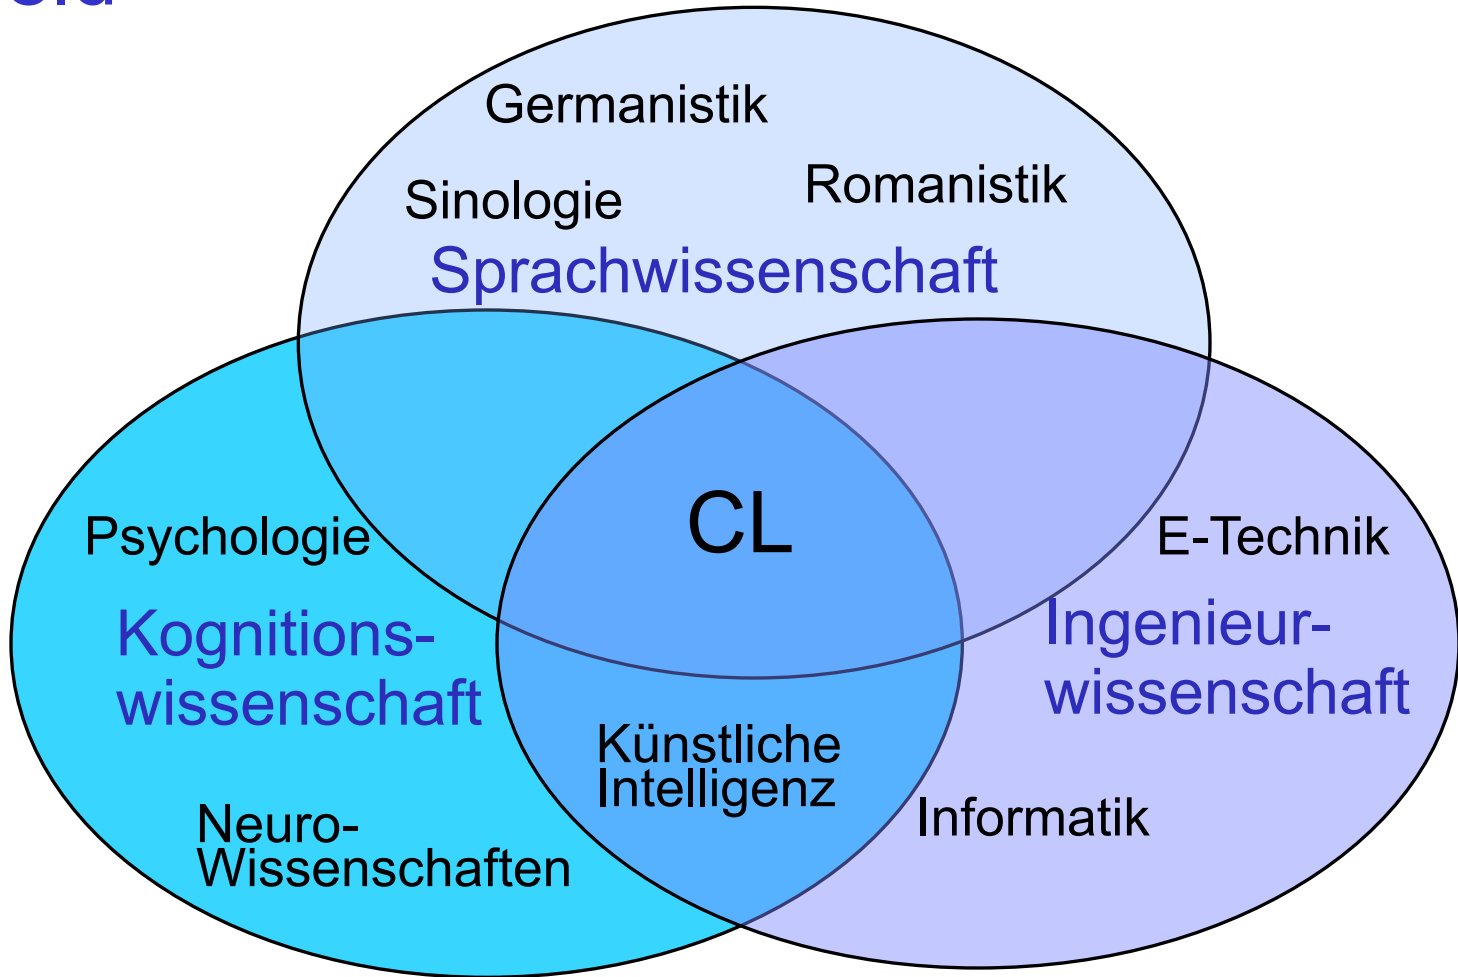 Germanistik
Sinologie
Romanistik
Sprachwissenschaft
CL
Psychologie
E-Technik
Kognitions-
wissenschaft
Ingenieur-
wissenschaft
Künstliche
Intelligenz
Neuro-
Wissenschaften
Informatik